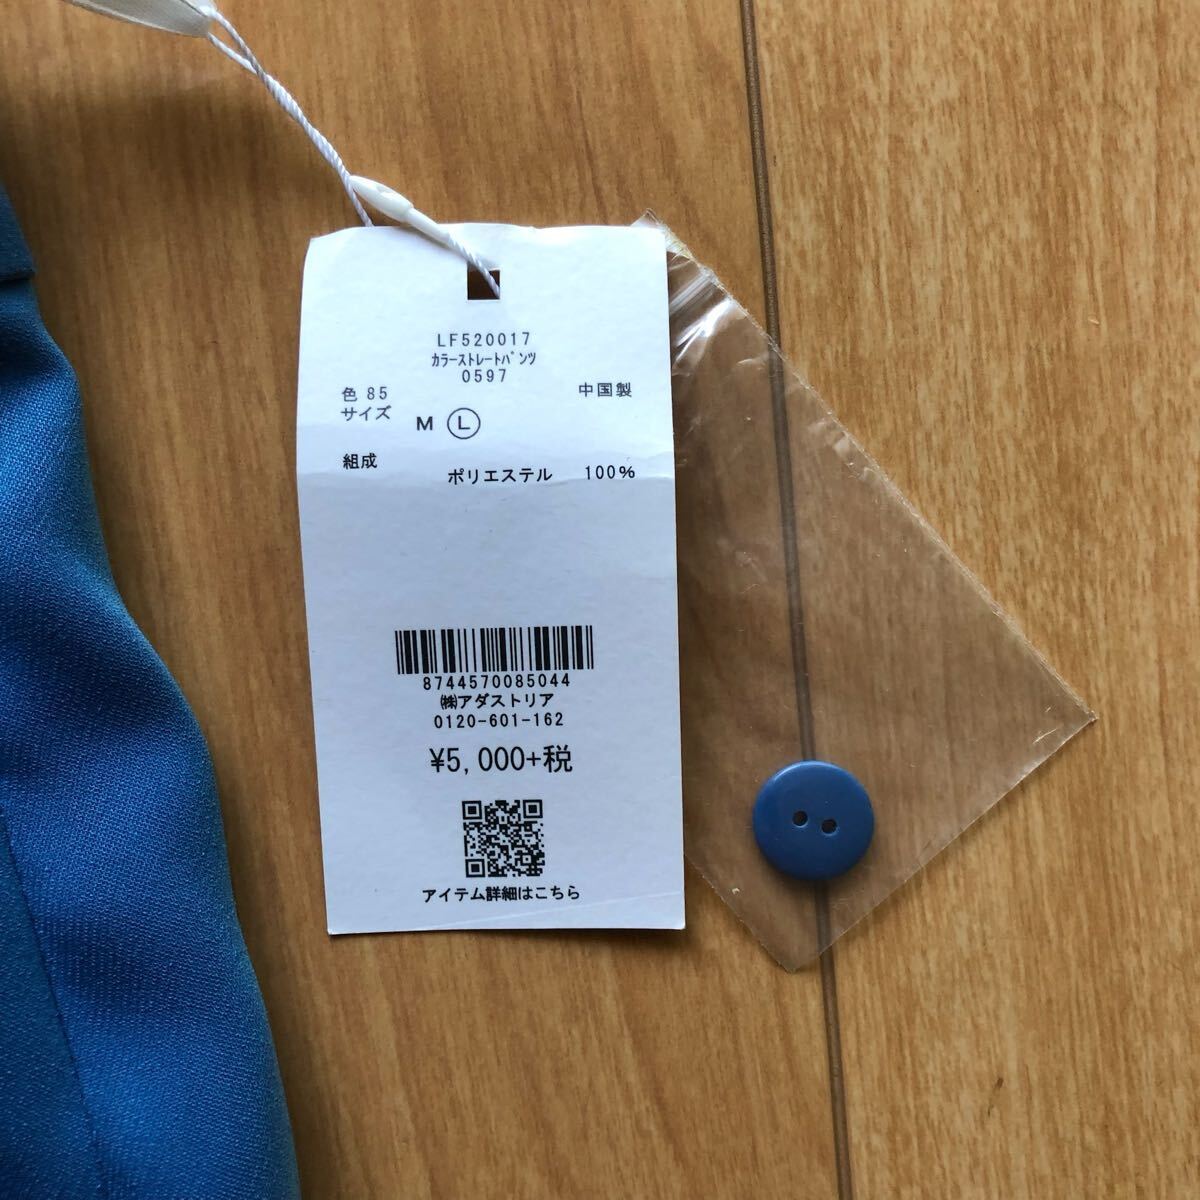 LF520017
カラーストレートパンツ
0597
色 85 中国製
サイズ M L
組成
ポリエステル 100%
8744570085044
㈱アダストリア
0120-601-162
¥5,000+税
アイテム詳細はこちら